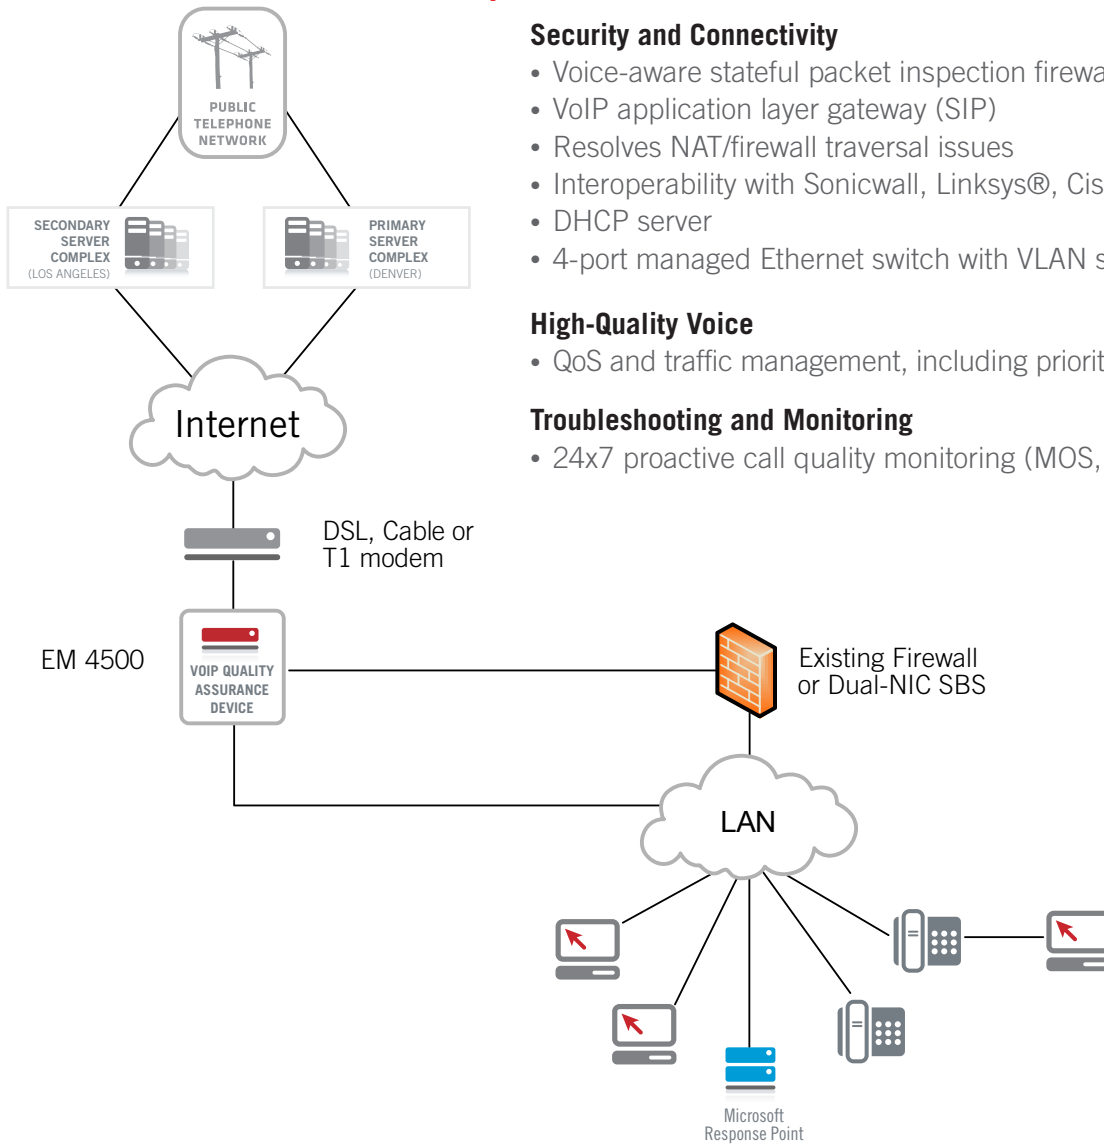 PUBLIC
TELEPHONE
NETWORK
SECONDARY
SERVER
COMPLEX
(LOS ANGELES)
PRIMARY
SERVER
COMPLEX
(DENVER)
Internet
DSL, Cable or
T1 modem
EM 4500
VOIP QUALITY
ASSURANCE
DEVICE
Existing Firewall
or Dual-NIC SBS
LAN
Microsoft
Response Point
Security and Connectivity
• Voice-aware stateful packet inspection
• VoIP application layer gateway (SIP)
• Resolves NAT/firewall traversal issues
• Interoperability with Sonicwall, Linksys®,
• DHCP server
• 4-port managed Ethernet switch with VLAN
High-Quality Voice
• QoS and traffic management, including
Troubleshooting and Monitoring
• 24x7 proactive call quality monitoring (MOS,